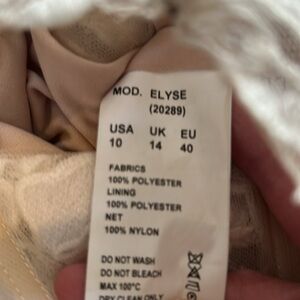 MOD. ELYSE
(20289)
USA UK EU
10 14 40
FABRICS
100% POLYESTER
LINING
100% POLYESTER
NET
100% NYLON
DO NOT WASH
DO NOT BLEACH
MAX 100°C
DRY CLEAN ONLY